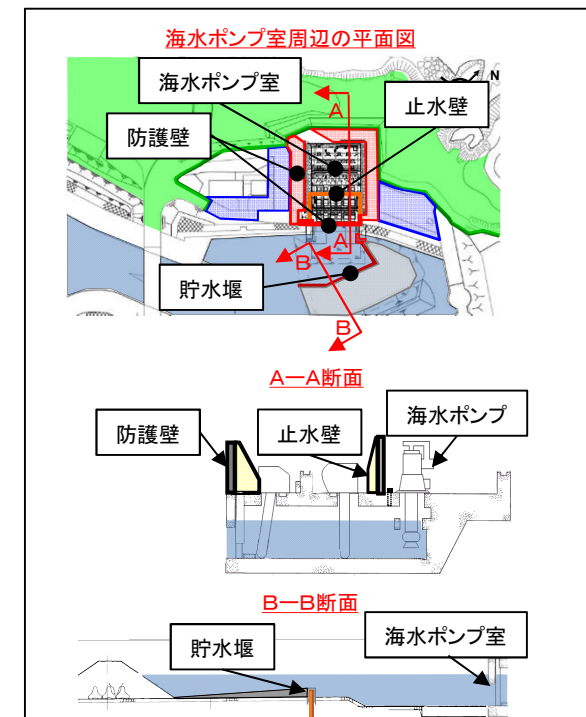 海水ポンプ室周辺の平面図
海水ポンプ室
止水壁
防護壁
N
A
A
B
B
貯水堰
A－A断面
防護壁
止水壁
海水ポンプ
B－B断面
貯水堰
海水ポンプ室